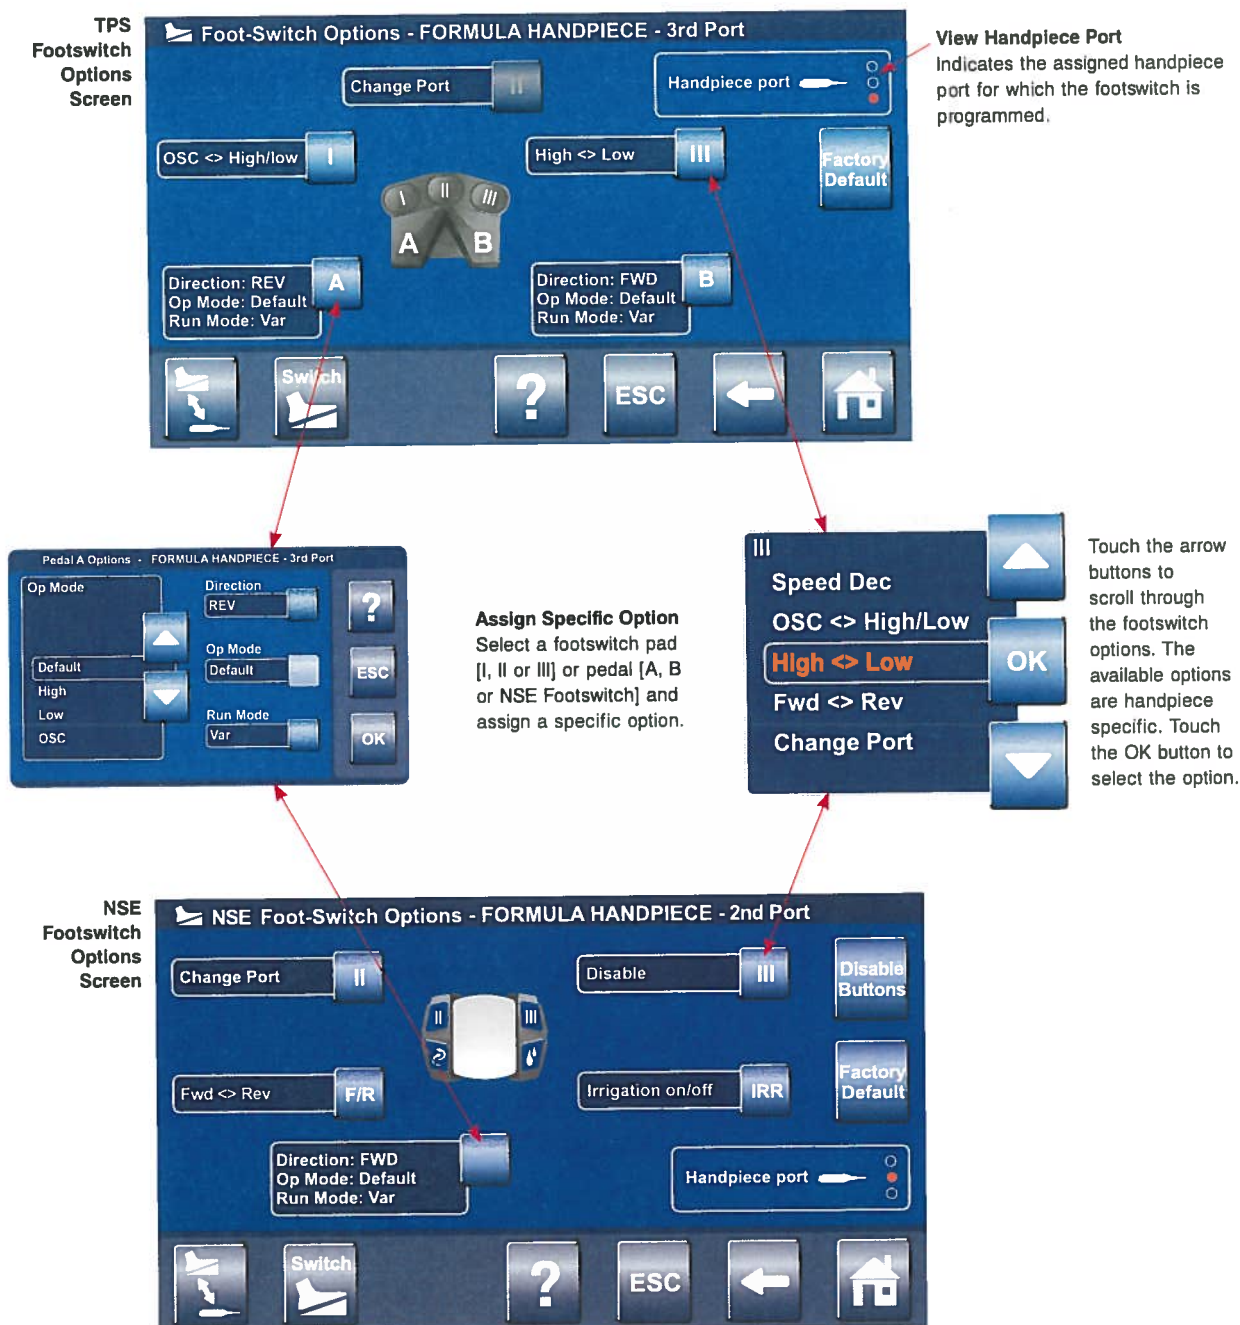 TPS
Footswitch
Options
Screen
Foot-Switch Options - FORMULA HANDPIECE - 3rd Port
Change Port II
Handpiece port
View Handpiece Port
Indicates the assigned handpiece
port for which the footswitch is
programmed.
OSC <> High/low I
High <> Low III
Factory
Default
I II III
A B
Direction: REV
Op Mode: Default
Run Mode: Var
A
Direction: FWD
Op Mode: Default
Run Mode: Var
B
Switch
?
ESC
Pedal A Options - FORMULA HANDPIECE - 3rd Port
Op Mode
Default
High
Low
OSC
Direction
REV
Op Mode
Default
Run Mode
Var
?
ESC
OK
Assign Specific Option
Select a footswitch pad
[I, II or III] or pedal [A, B
or NSE Footswitch] and
assign a specific option.
III
Speed Dec
OSC <> High/Low
High <> Low
Fwd <> Rev
Change Port
OK
Touch the arrow
buttons to
scroll through
the footswitch
options. The
available options
are handpiece
specific. Touch
the OK button to
select the option.
NSE
Footswitch
Options
Screen
NSE Foot-Switch Options - FORMULA HANDPIECE - 2nd Port
Change Port II
Disable III
Disable
Buttons
II III
Fwd <> Rev F/R
Irrigation on/off IRR
Factory
Default
Direction: FWD
Op Mode: Default
Run Mode: Var
Handpiece port
Switch
?
ESC